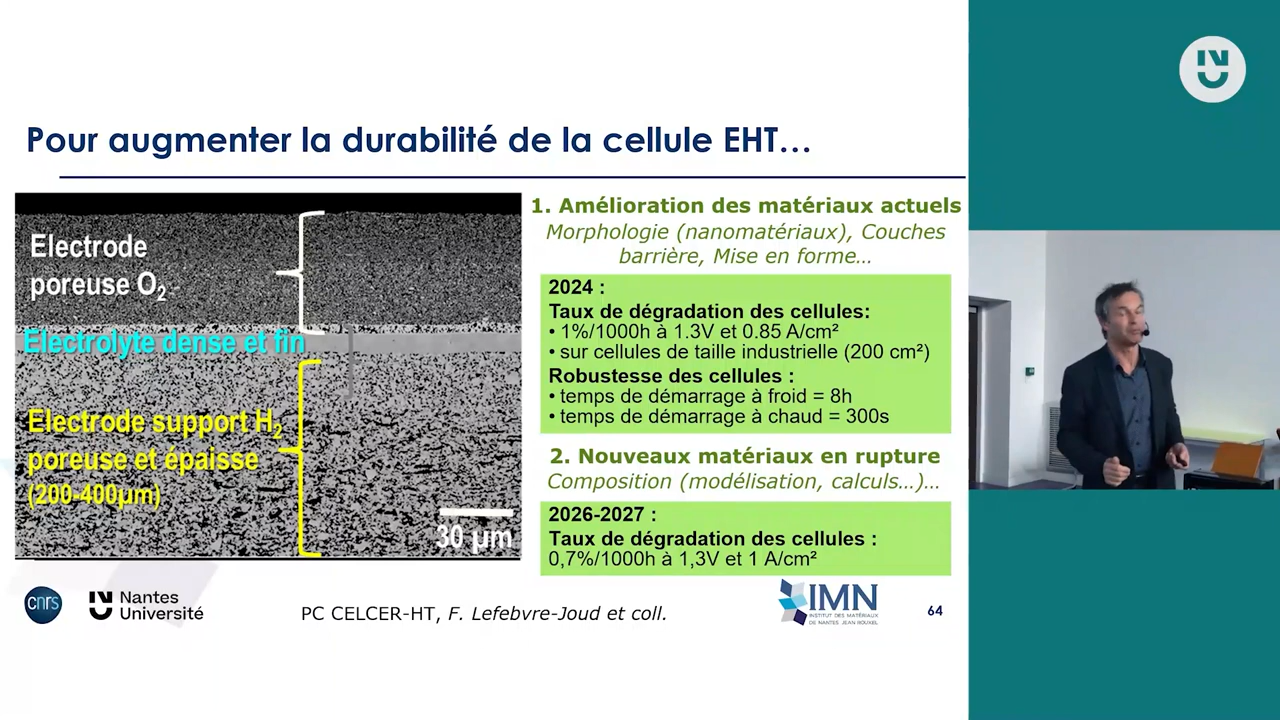 Pour augmenter la durabilité de la cellule EHT…
Electrode
poreuse O₂
Electrolyte dense et fin
Electrode support H₂
poreuse et épaisse
(200-400µm)
30 µm
1. Amélioration des matériaux actuels
Morphologie (nanomatériaux), Couches
barrière, Mise en forme…
2024 :
Taux de dégradation des cellules:
• 1%/1000h à 1.3V et 0.85 A/cm²
• sur cellules de taille industrielle (200 cm²)
Robustesse des cellules :
• temps de démarrage à froid = 8h
• temps de démarrage à chaud = 300s
2. Nouveaux matériaux en rupture
Composition (modélisation, calculs…)…
2026-2027 :
Taux de dégradation des cellules :
0,7%/1000h à 1,3V et 1 A/cm²
cnrs
Nantes
Université
PC CELCER-HT, F. Lefebvre-Joud et coll.
IMN
INSTITUT DES MATÉRIAUX
DE NANTES JEAN ROUXEL
64